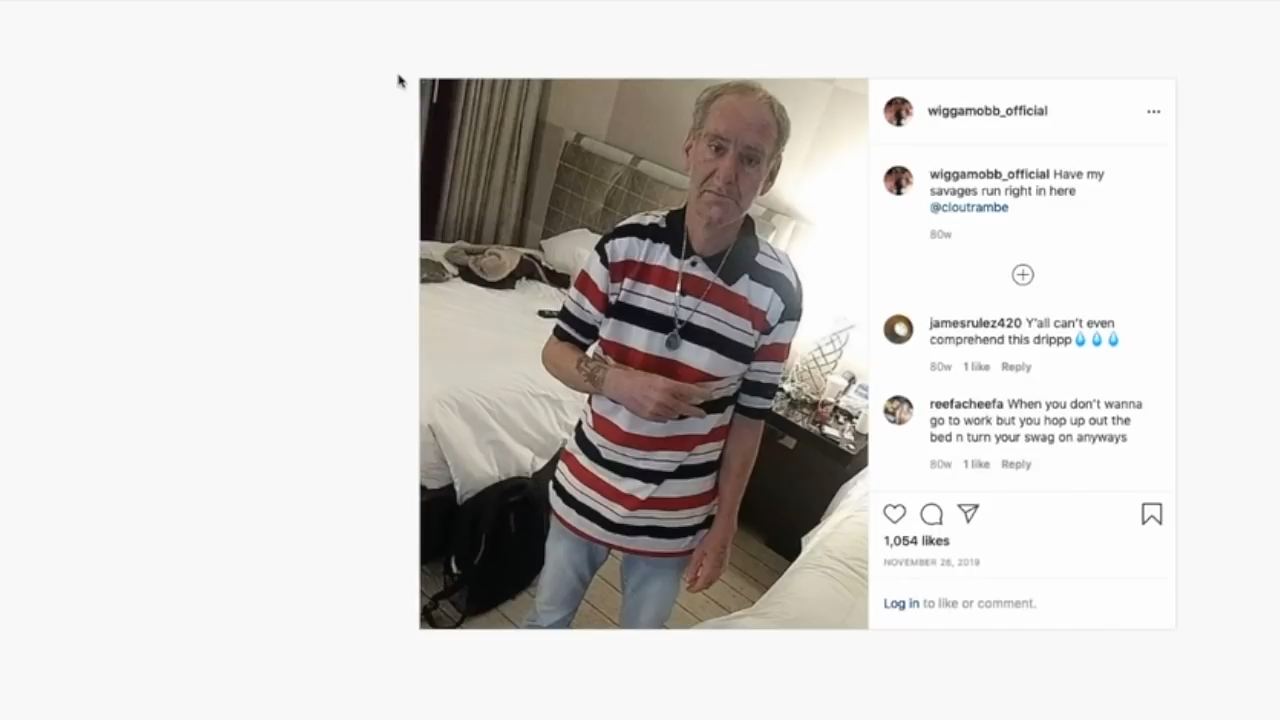 wiggamobb_official
wiggamobb_official Have my
savages run right in here
@cloutrambe
80w
jamesrulez420 Y'all can't even
comprehend this drippp💧💧💧
80w 1 like Reply
reefacheefa When you don't wanna
go to work but you hop up out the
bed n turn your swag on anyways
80w 1 like Reply
1,054 likes
NOVEMBER 26, 2019
Log in to like or comment.